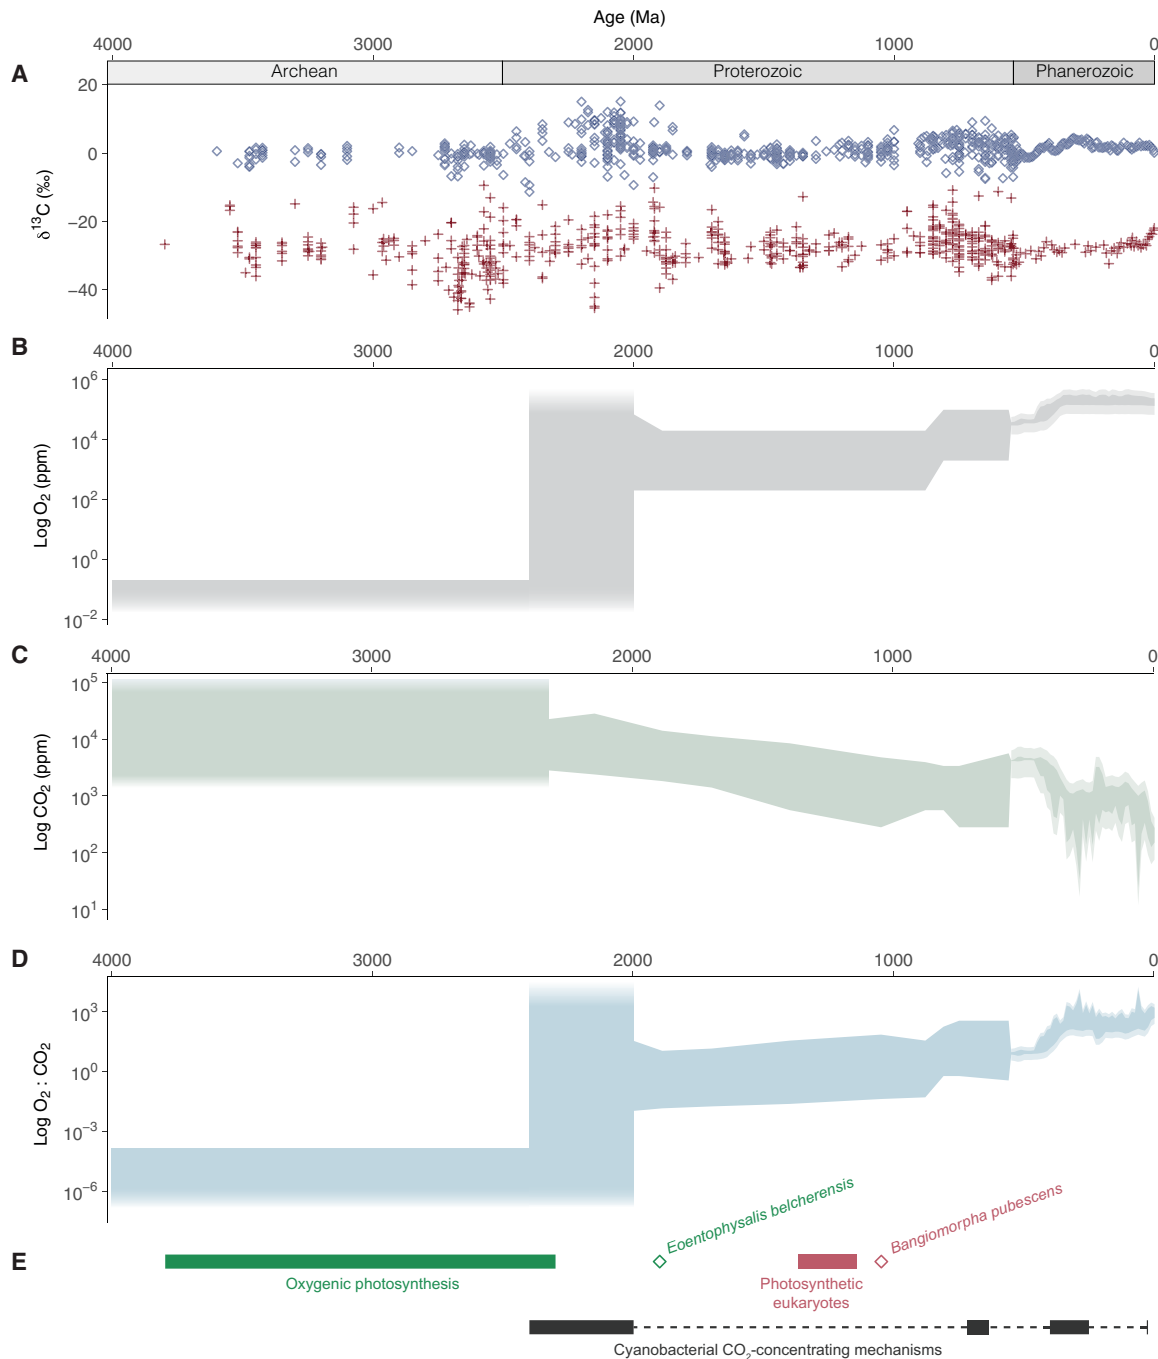 Age (Ma)
4000 3000 2000 1000 0
A
Archean Proterozoic Phanerozoic
20
0
−20
−40
δ13C (‰)
B
4000 3000 2000 1000 0
10^6
10^4
10^2
10^0
10^−2
Log O2 (ppm)
C
4000 3000 2000 1000 0
10^5
10^4
10^3
10^2
10^1
Log CO2 (ppm)
D
4000 3000 2000 1000 0
10^3
10^0
10^−3
10^−6
Log O2 : CO2
Eoentophysalis belcherensis
Bangiomorpha pubescens
E
Oxygenic photosynthesis
Photosynthetic
eukaryotes
Cyanobacterial CO2-concentrating mechanisms